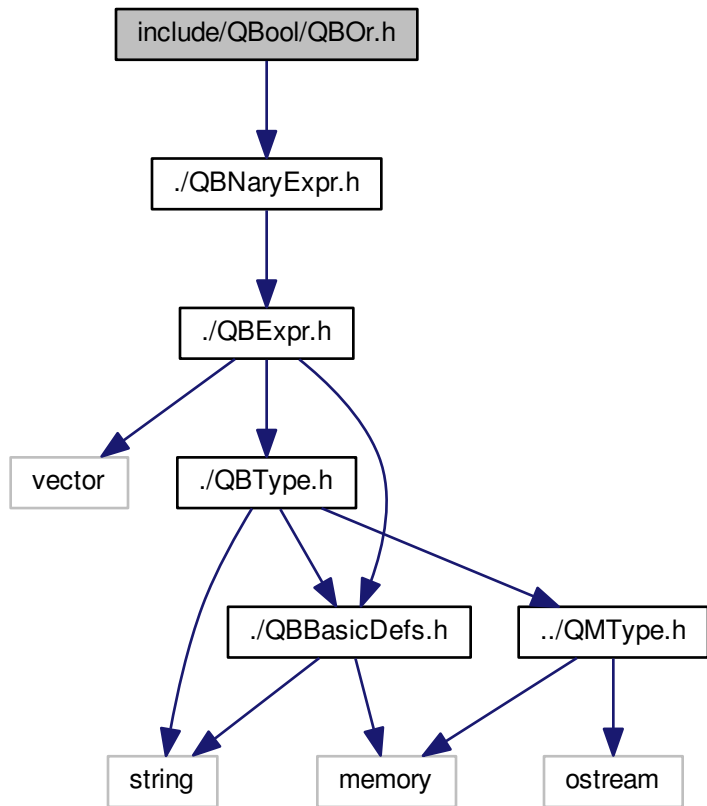 include/QBool/QBOr.h
./QBNaryExpr.h
./QBExpr.h
vector
./QBType.h
./QBBasicDefs.h
../QMType.h
string
memory
ostream